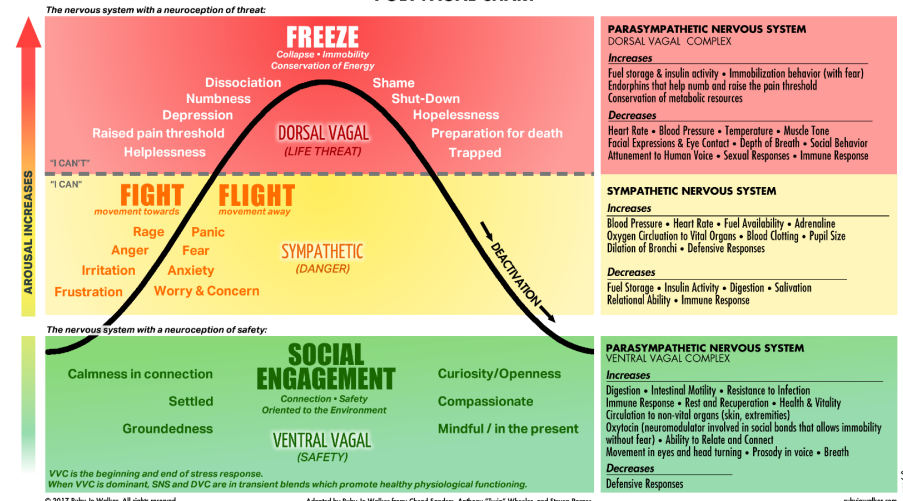 The nervous system with a neuroception of threat:
FREEZE
Collapse • Immobility
Conservation of Energy
Dissociation
Numbness
Depression
Raised pain threshold
Helplessness
Shame
Shut-Down
Hopelessness
Preparation for death
Trapped
DORSAL VAGAL
(LIFE THREAT)
"I CAN'T"
"I CAN"
AROUSAL INCREASES
FIGHT
movement towards
FLIGHT
movement away
Rage
Anger
Irritation
Frustration
Panic
Fear
Anxiety
Worry & Concern
SYMPATHETIC
(DANGER)
DEACTIVATION
The nervous system with a neuroception of safety:
SOCIAL
ENGAGEMENT
Connection • Safety
Oriented to the Environment
Calmness in connection
Settled
Groundedness
Curiosity/Openness
Compassionate
Mindful / in the present
VENTRAL VAGAL
(SAFETY)
VVC is the beginning and end of stress response.
When VVC is dominant, SNS and DVC are in transient blends which promote healthy physiological functioning.
PARASYMPATHETIC NERVOUS SYSTEM
DORSAL VAGAL COMPLEX
Increases
Fuel storage & insulin activity • Immobilization behavior (with fear)
Endorphins that help numb and raise the pain threshold
Conservation of metabolic resources
Decreases
Heart Rate • Blood Pressure • Temperature • Muscle Tone
Facial Expressions & Eye Contact • Depth of Breath • Social Behavior
Attunement to Human Voice • Sexual Responses • Immune Response
SYMPATHETIC NERVOUS SYSTEM
Increases
Blood Pressure • Heart Rate • Fuel Availability • Adrenaline
Oxygen Circluation to Vital Organs • Blood Clotting • Pupil Size
Dilation of Bronchi • Defensive Responses
Decreases
Fuel Storage • Insulin Activity • Digestion • Salivation
Relational Ability • Immune Response
PARASYMPATHETIC NERVOUS SYSTEM
VENTRAL VAGAL COMPLEX
Increases
Digestion • Intestinal Motility • Resistance to Infection
Immune Response • Rest and Recuperation • Health & Vitality
Circulation to non-vital organs (skin, extremities)
Oxytocin (neuromodulator involved in social bonds that allows immobility
without fear) • Ability to Relate and Connect
Movement in eyes and head turning • Prosody in voice • Breath
Decreases
Defensive Responses